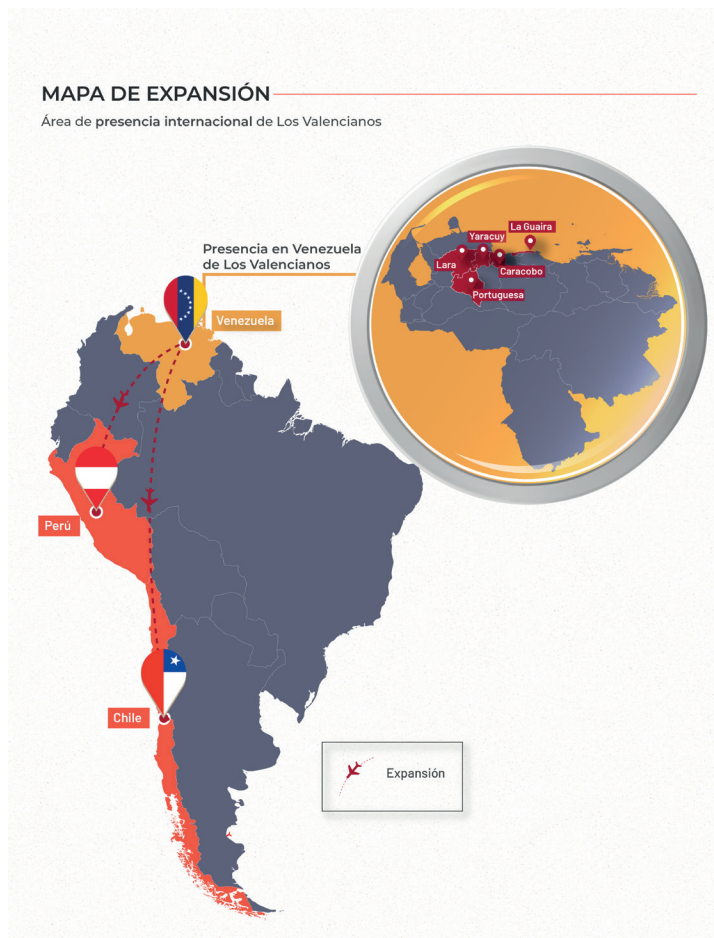 MAPA DE EXPANSIÓN
Área de presencia internacional de Los Valencianos
Presencia en Venezuela
de Los Valencianos
La Guaira
Yaracuy
Lara
Caracobo
Portuguesa
Venezuela
Perú
Chile
Expansión